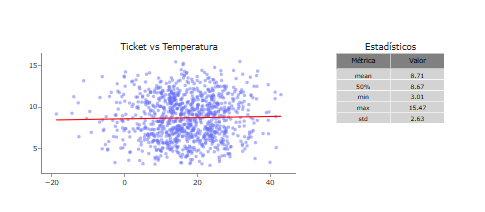 Ticket vs Temperatura
15
10
5
−20
0
20
40
Estadísticos
Métrica Valor
mean 8.71
50% 8.67
min 3.01
max 15.47
std 2.63